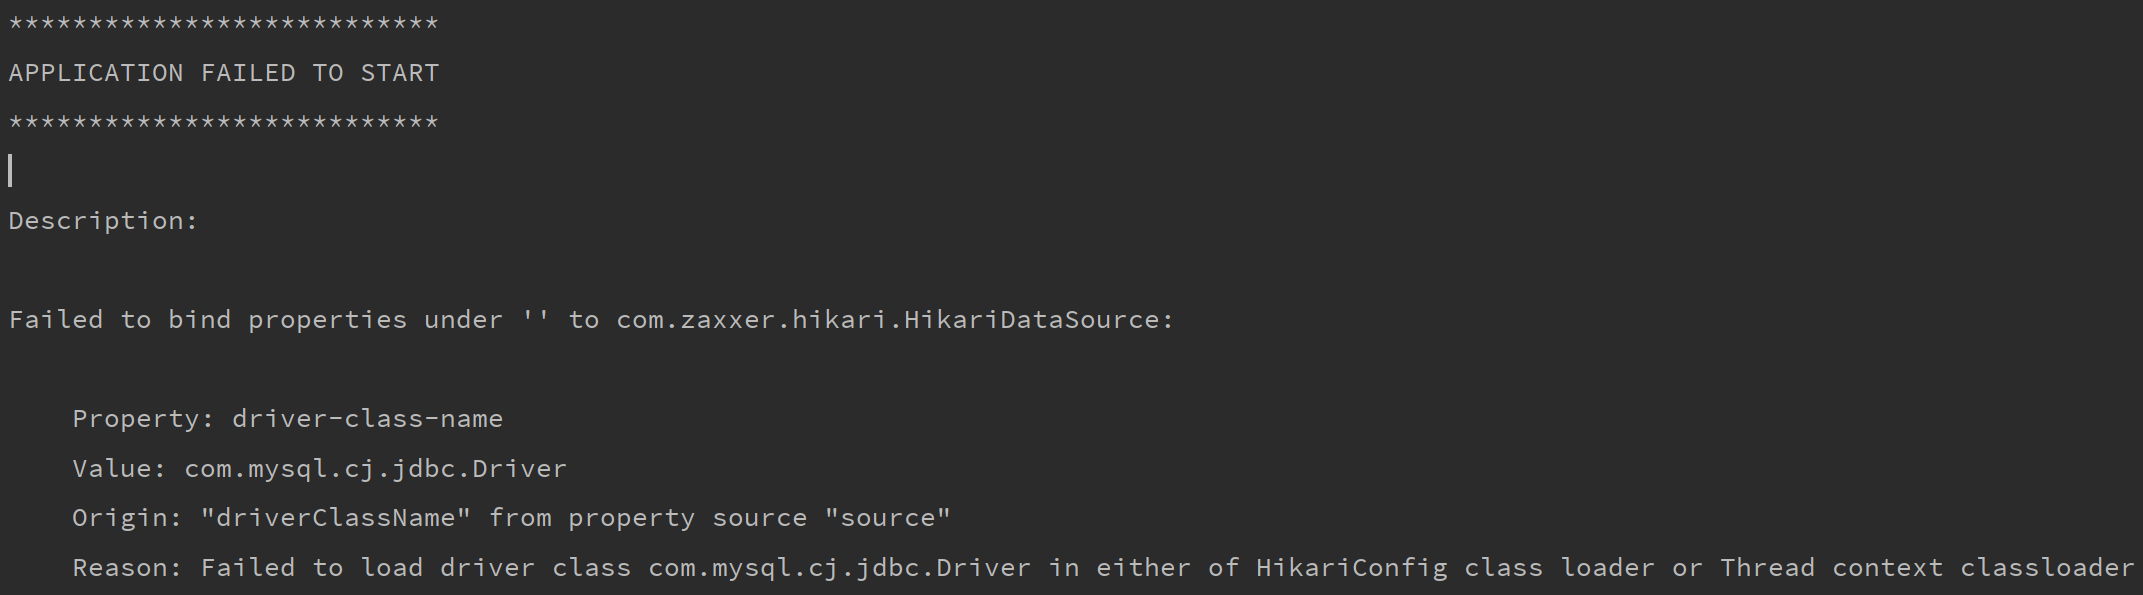 ***************************
APPLICATION FAILED TO START
***************************
Description:
Failed to bind properties under '' to com.zaxxer.hikari.HikariDataSource:
Property: driver-class-name
Value: com.mysql.cj.jdbc.Driver
Origin: "driverClassName" from property source "source"
Reason: Failed to load driver class com.mysql.cj.jdbc.Driver in either of HikariConfig class loader or Thread context classloader